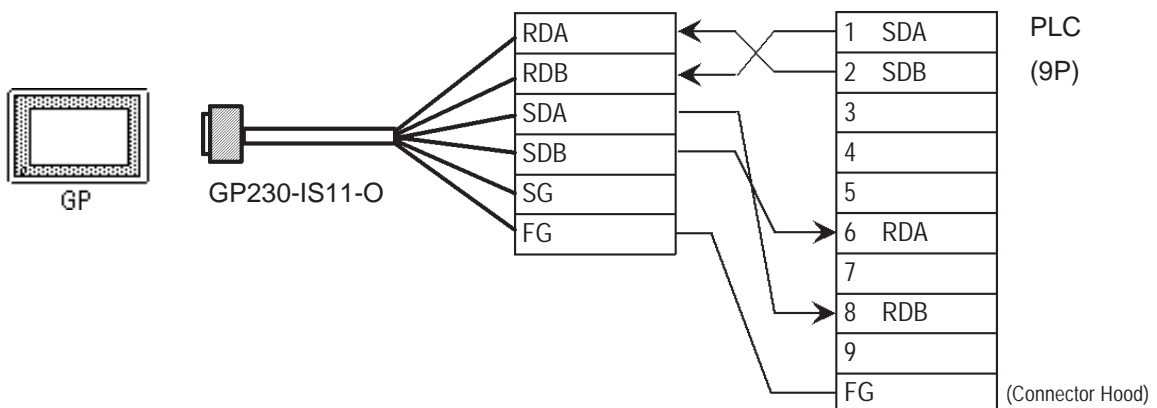 GP
GP230-IS11-O
RDA
RDB
SDA
SDB
SG
FG
1 SDA
2 SDB
3
4
5
6 RDA
7
8 RDB
9
FG
PLC
(9P)
(Connector Hood)